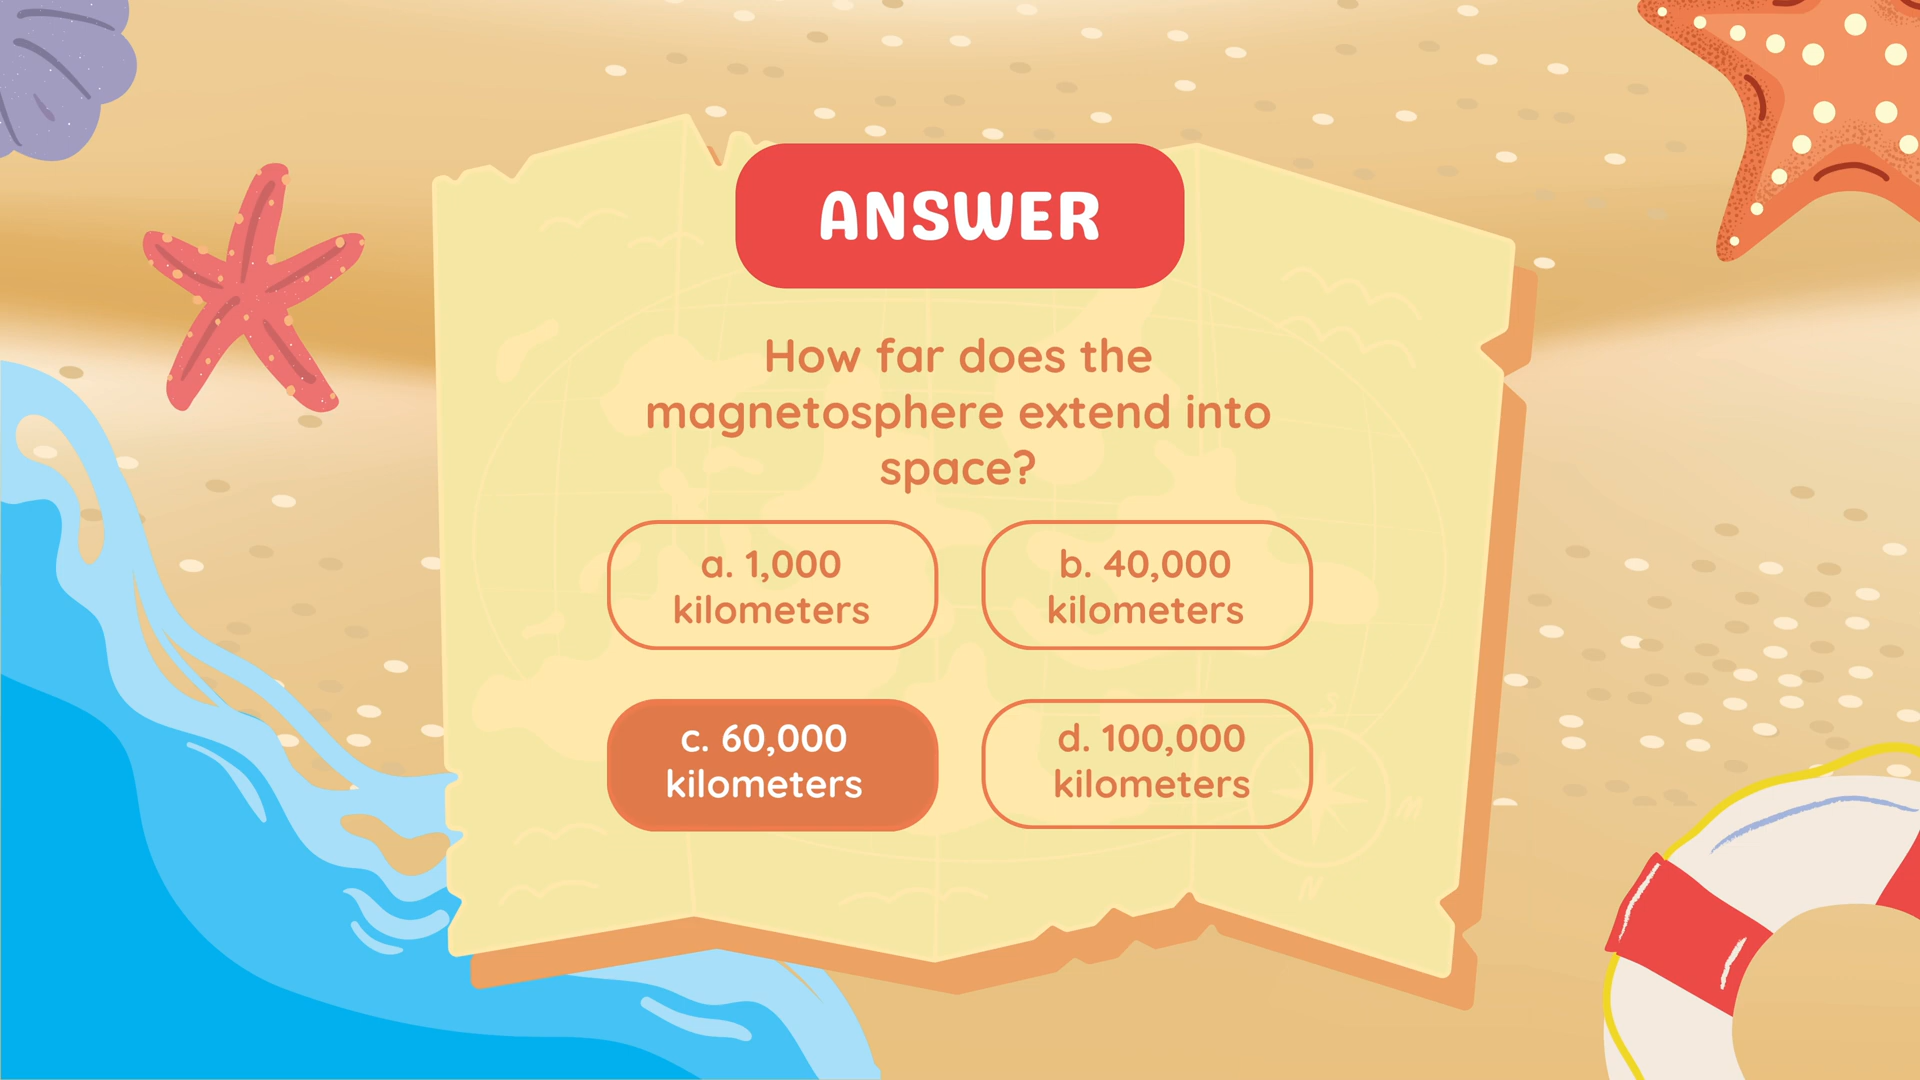 ANSWER
How far does the
magnetosphere extend into
space?
a. 1,000
kilometers
b. 40,000
kilometers
c. 60,000
kilometers
d. 100,000
kilometers
S
M
N